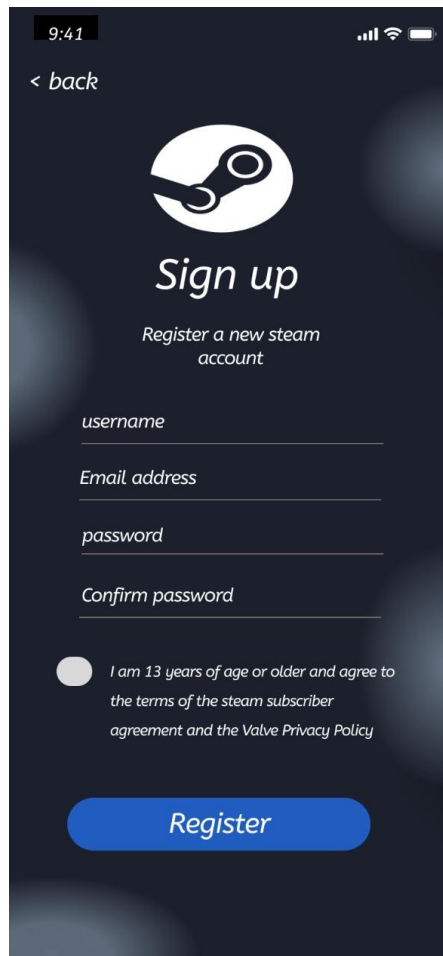 9:41
< back
Sign up
Register a new steam
account
username
Email address
password
Confirm password
I am 13 years of age or older and agree to
the terms of the steam subscriber
agreement and the Valve Privacy Policy
Register